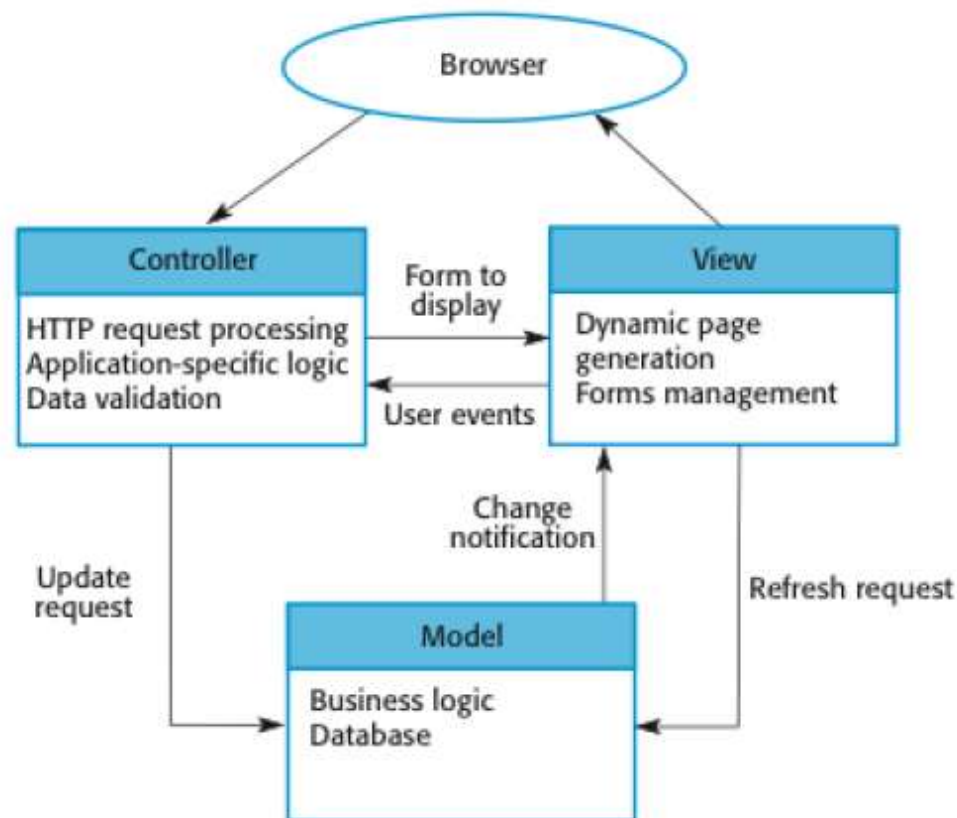 Browser
Controller
HTTP request processing
Application-specific logic
Data validation
Form to
display
User events
View
Dynamic page
generation
Forms management
Update
request
Change
notification
Refresh request
Model
Business logic
Database